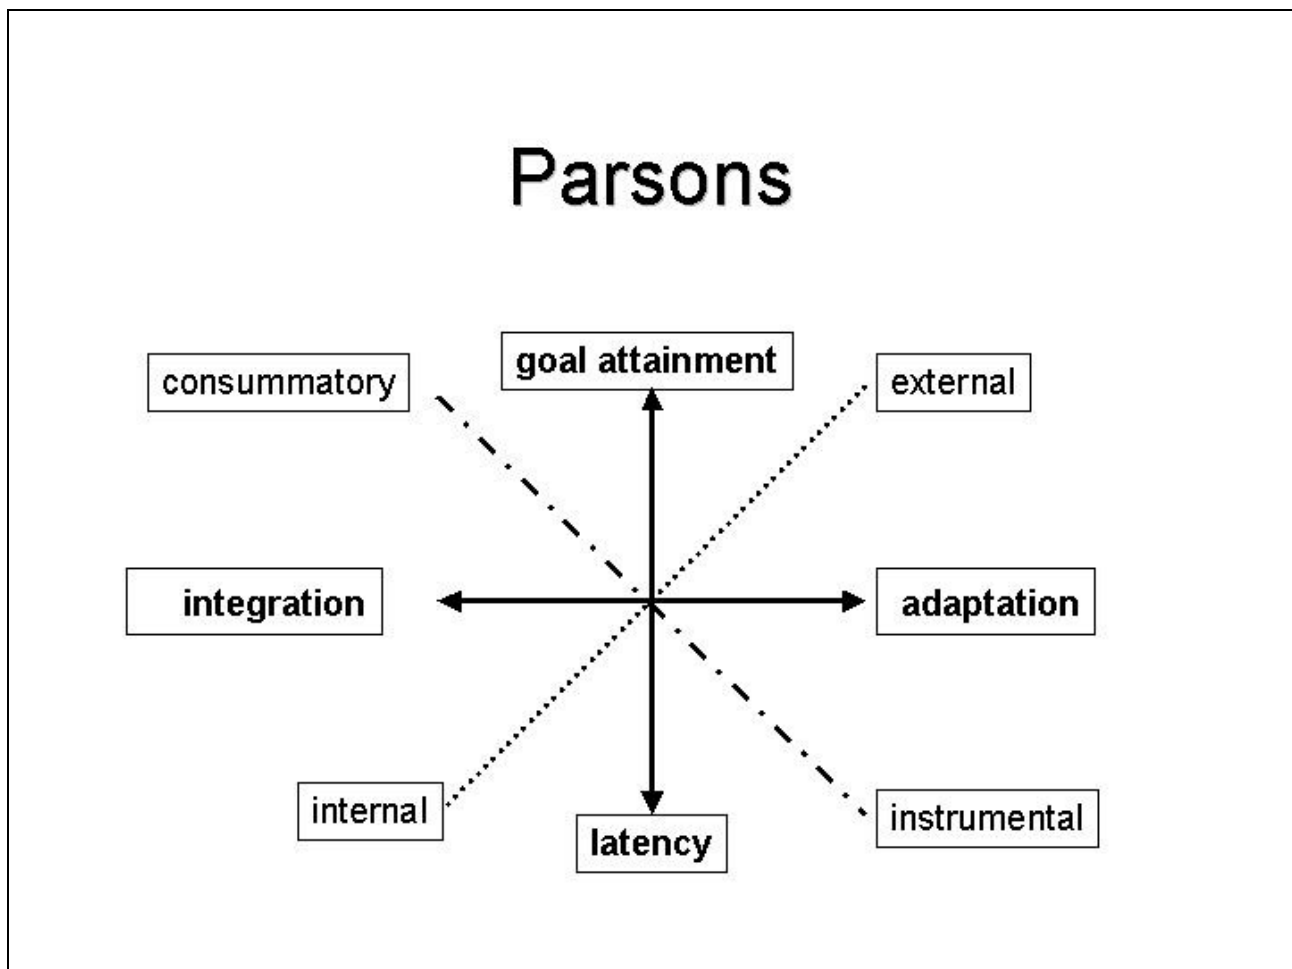 Parsons
consummatory
goal attainment
external
integration
adaptation
internal
latency
instrumental